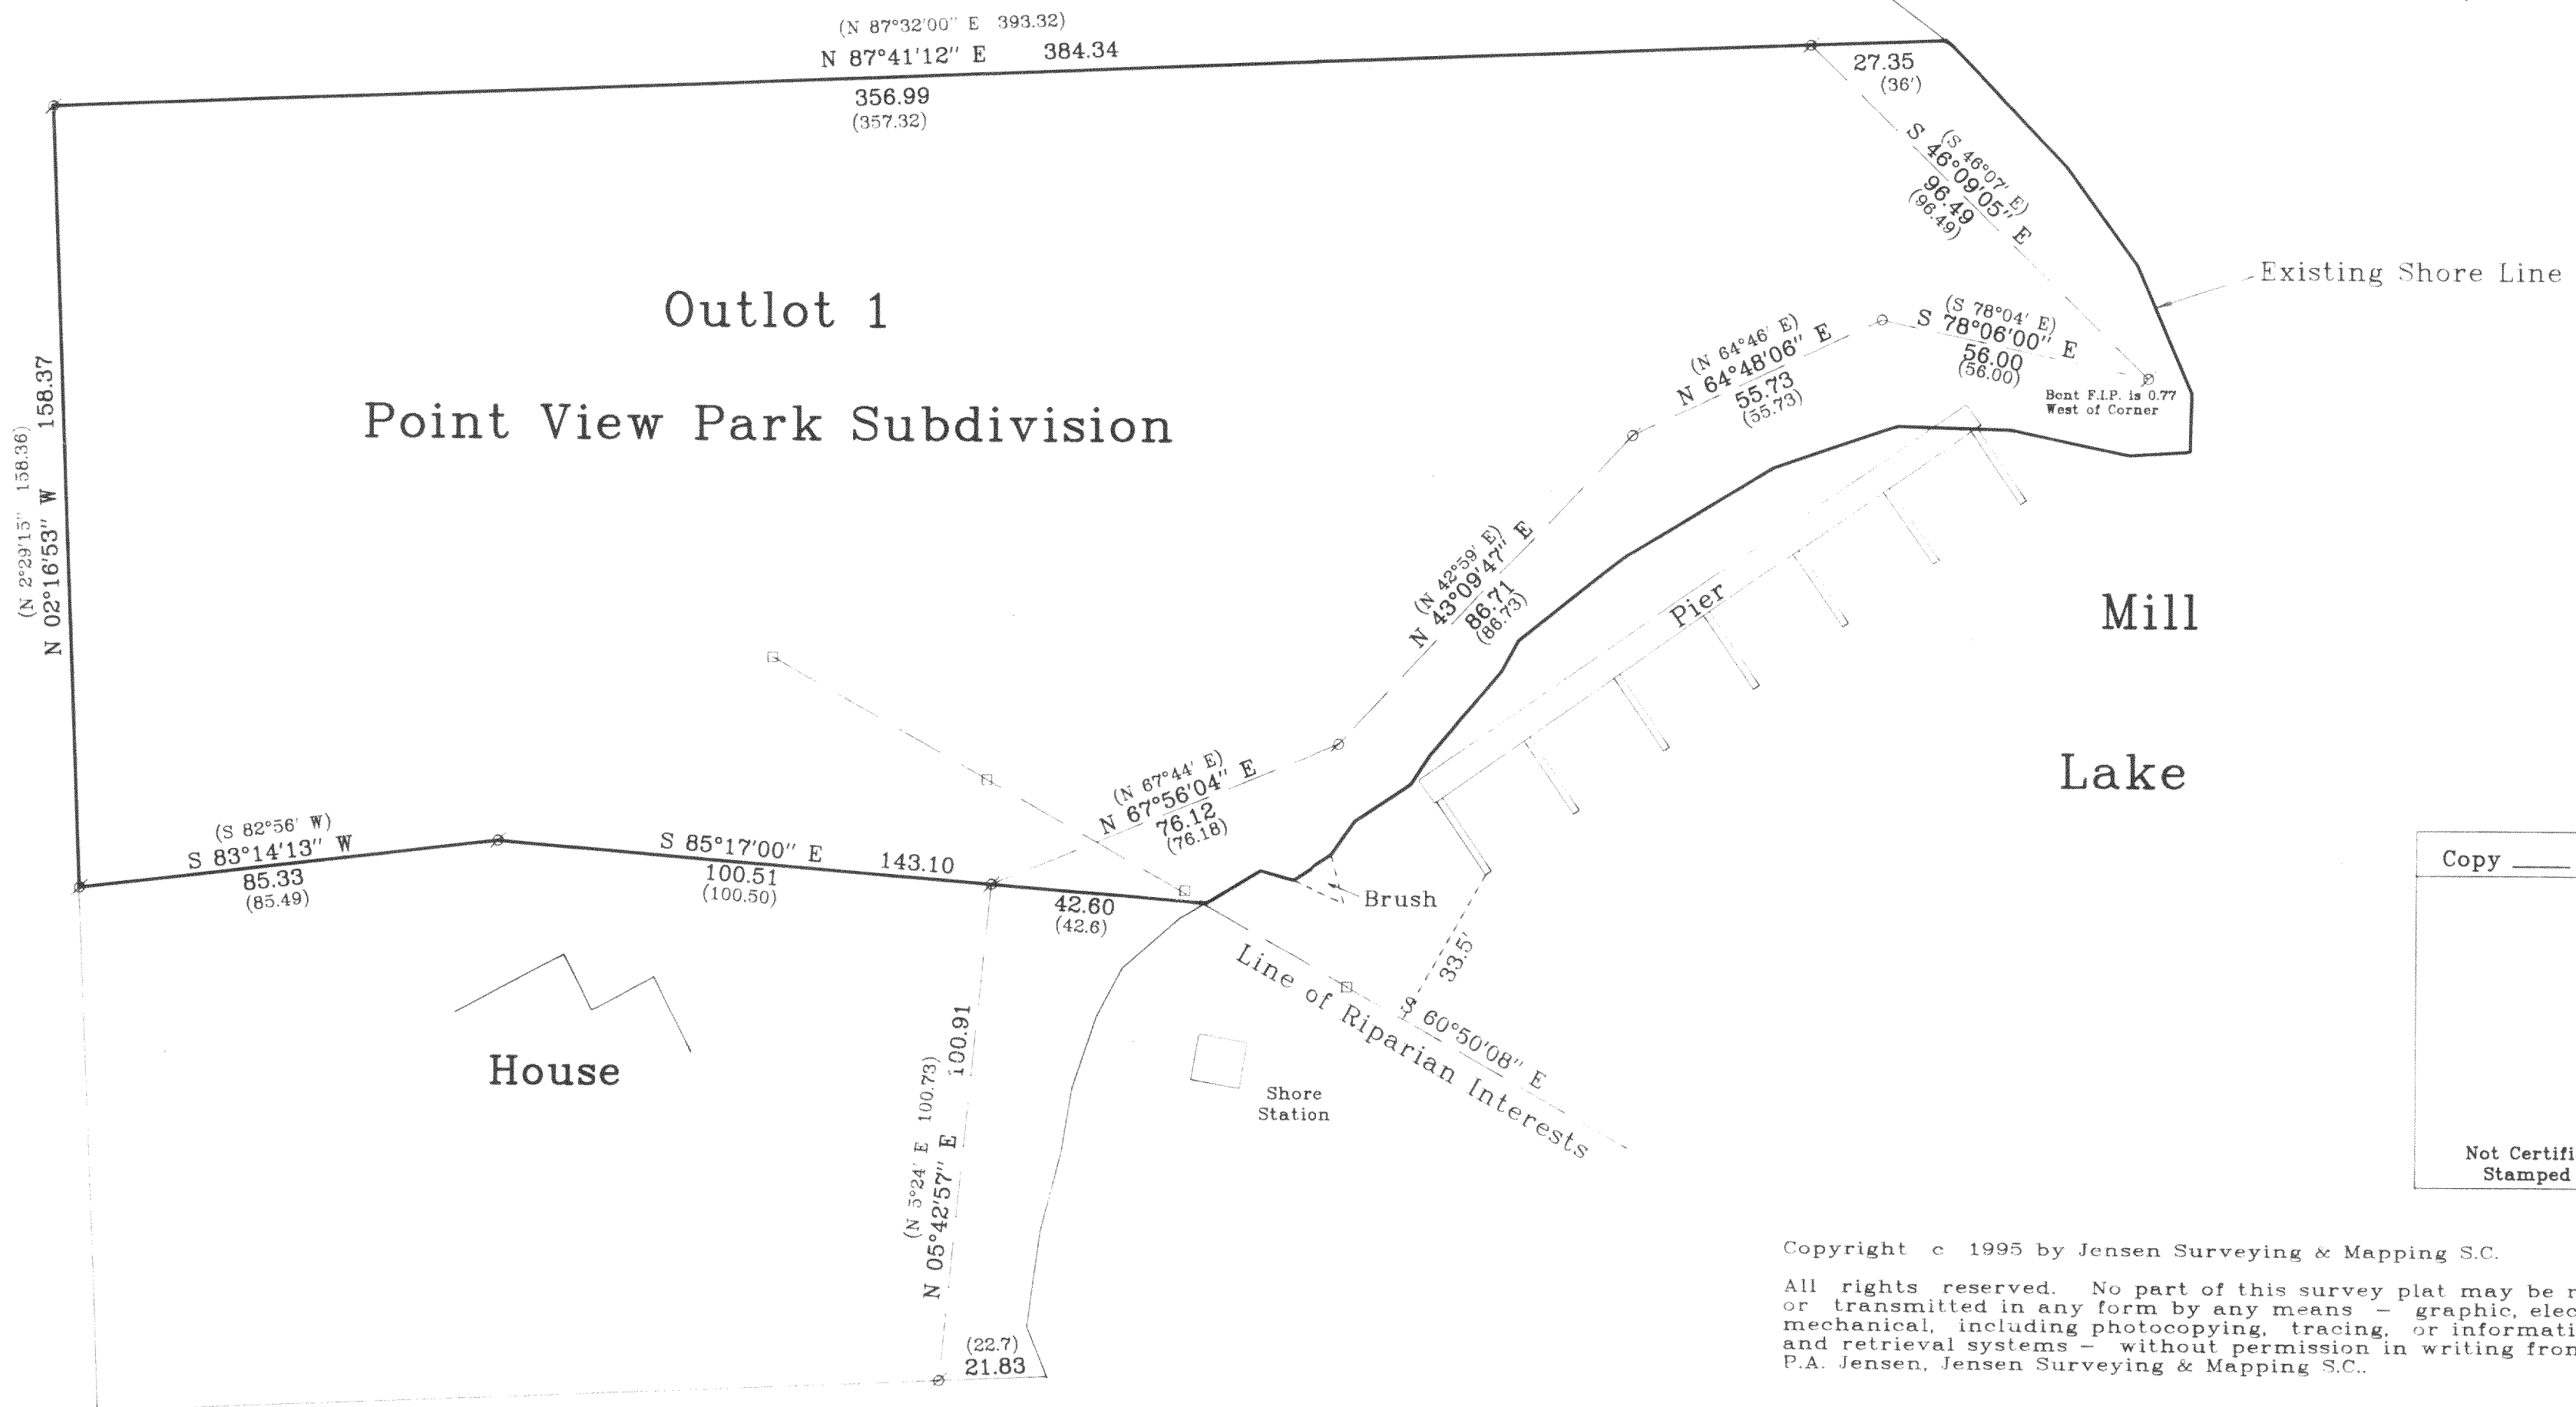 (N 87°32'00" E 393.32)
N 87°41'12" E 384.34
356.99
(357.32)
27.35
(36')
(S 46°07' E)
S 46°09'05" E
96.49
(96.49)
Existing Shore Line
Outlot 1
Point View Park Subdivision
(S 78°04' E)
S 78°06'00" E
56.00
(56.00)
Bent F.I.P. is 0.77
West of Corner
(N 64°46' E)
N 64°48'06" E
55.73
(55.73)
(N 2°29'15" 158.36)
N 02°16'53" W 158.37
(N 42°59' E)
N 43°09'47" E
86.71
(86.73)
Pier
Mill
Lake
(N 67°44' E)
N 67°56'04" E
76.12
(76.18)
(S 82°56' W)
S 83°14'13" W
85.33
(85.49)
S 85°17'00" E 143.10
100.51
(100.50)
42.60
(42.6)
Brush
33.5'
S 60°50'08" E
Line of Riparian Interests
House
Shore
Station
(N 5°24' E 100.73)
N 05°42'57" E 100.91
(22.7)
21.83
Copy
Not Certifi
Stamped
Copyright c 1995 by Jensen Surveying & Mapping S.C.
All rights reserved. No part of this survey plat may be r
or transmitted in any form by any means - graphic, elec
mechanical, including photocopying, tracing, or informati
and retrieval systems - without permission in writing fron
P.A. Jensen, Jensen Surveying & Mapping S.C..